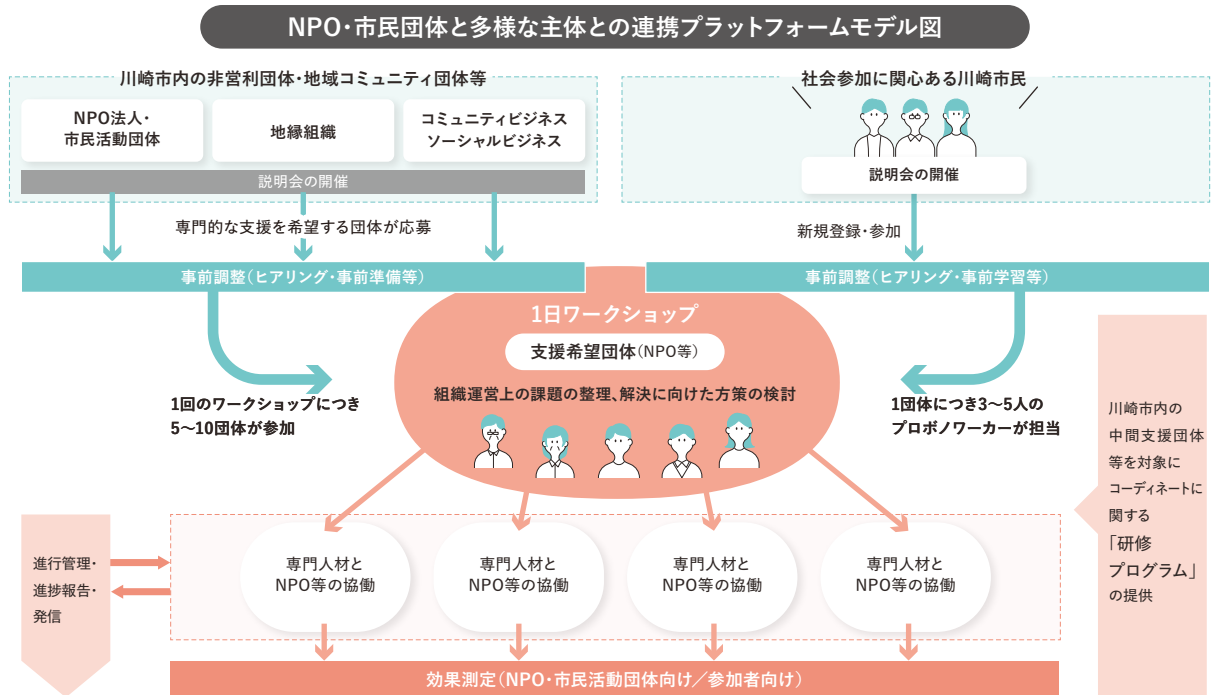 NPO・市民団体と多様な主体との連携プラットフォームモデル図
川崎市内の非営利団体・地域コミュニティ団体等
NPO法人・
市民活動団体
地縁組織
コミュニティビジネス
ソーシャルビジネス
説明会の開催
専門的な支援を希望する団体が応募
事前調整(ヒアリング・事前準備等)
社会参加に関心ある川崎市民
説明会の開催
新規登録・参加
事前調整(ヒアリング・事前学習等)
1日ワークショップ
支援希望団体(NPO等)
組織運営上の課題の整理、解決に向けた方策の検討
1回のワークショップにつき
5〜10団体が参加
1団体につき3〜5人の
プロボノワーカーが担当
川崎市内の
中間支援団体
等を対象に
コーディネートに
関する
「研修
プログラム」
の提供
進行管理・
進捗報告・
発信
専門人材と
NPO等の協働
専門人材と
NPO等の協働
専門人材と
NPO等の協働
専門人材と
NPO等の協働
効果測定(NPO・市民活動団体向け/参加者向け)